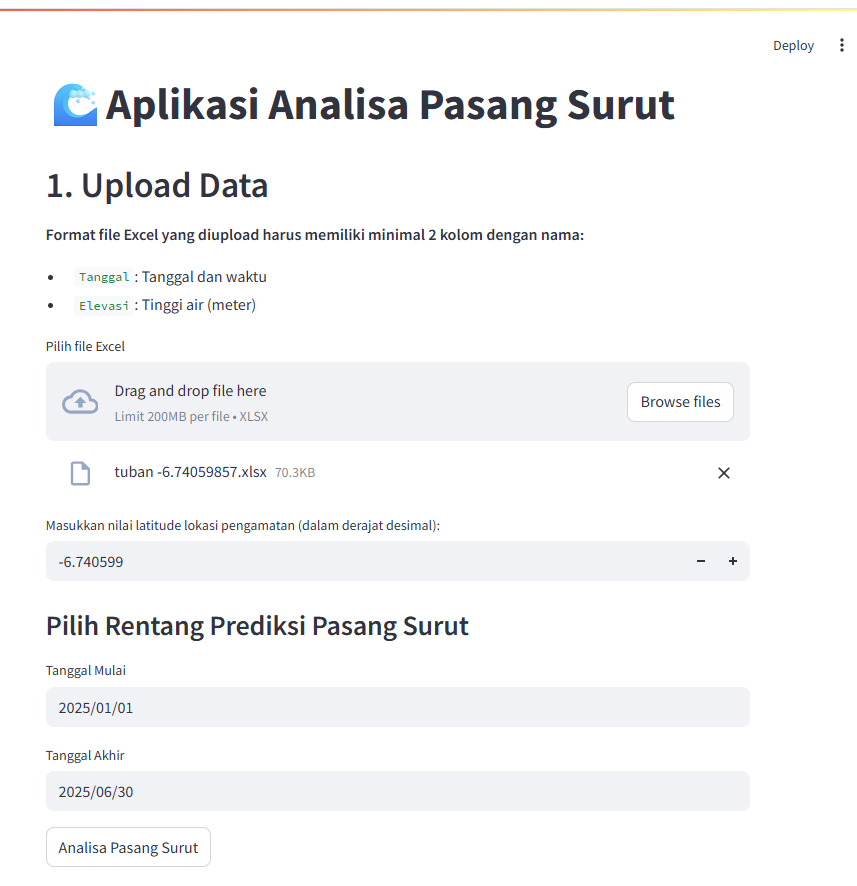 Deploy
Aplikasi Analisa Pasang Surut
1. Upload Data
Format file Excel yang diupload harus memiliki minimal 2 kolom dengan nama:
• Tanggal : Tanggal dan waktu
• Elevasi : Tinggi air (meter)
Pilih file Excel
Drag and drop file here
Limit 200MB per file • XLSX
Browse files
tuban -6.74059857.xlsx 70.3KB
Masukkan nilai latitude lokasi pengamatan (dalam derajat desimal):
-6.740599
Pilih Rentang Prediksi Pasang Surut
Tanggal Mulai
2025/01/01
Tanggal Akhir
2025/06/30
Analisa Pasang Surut